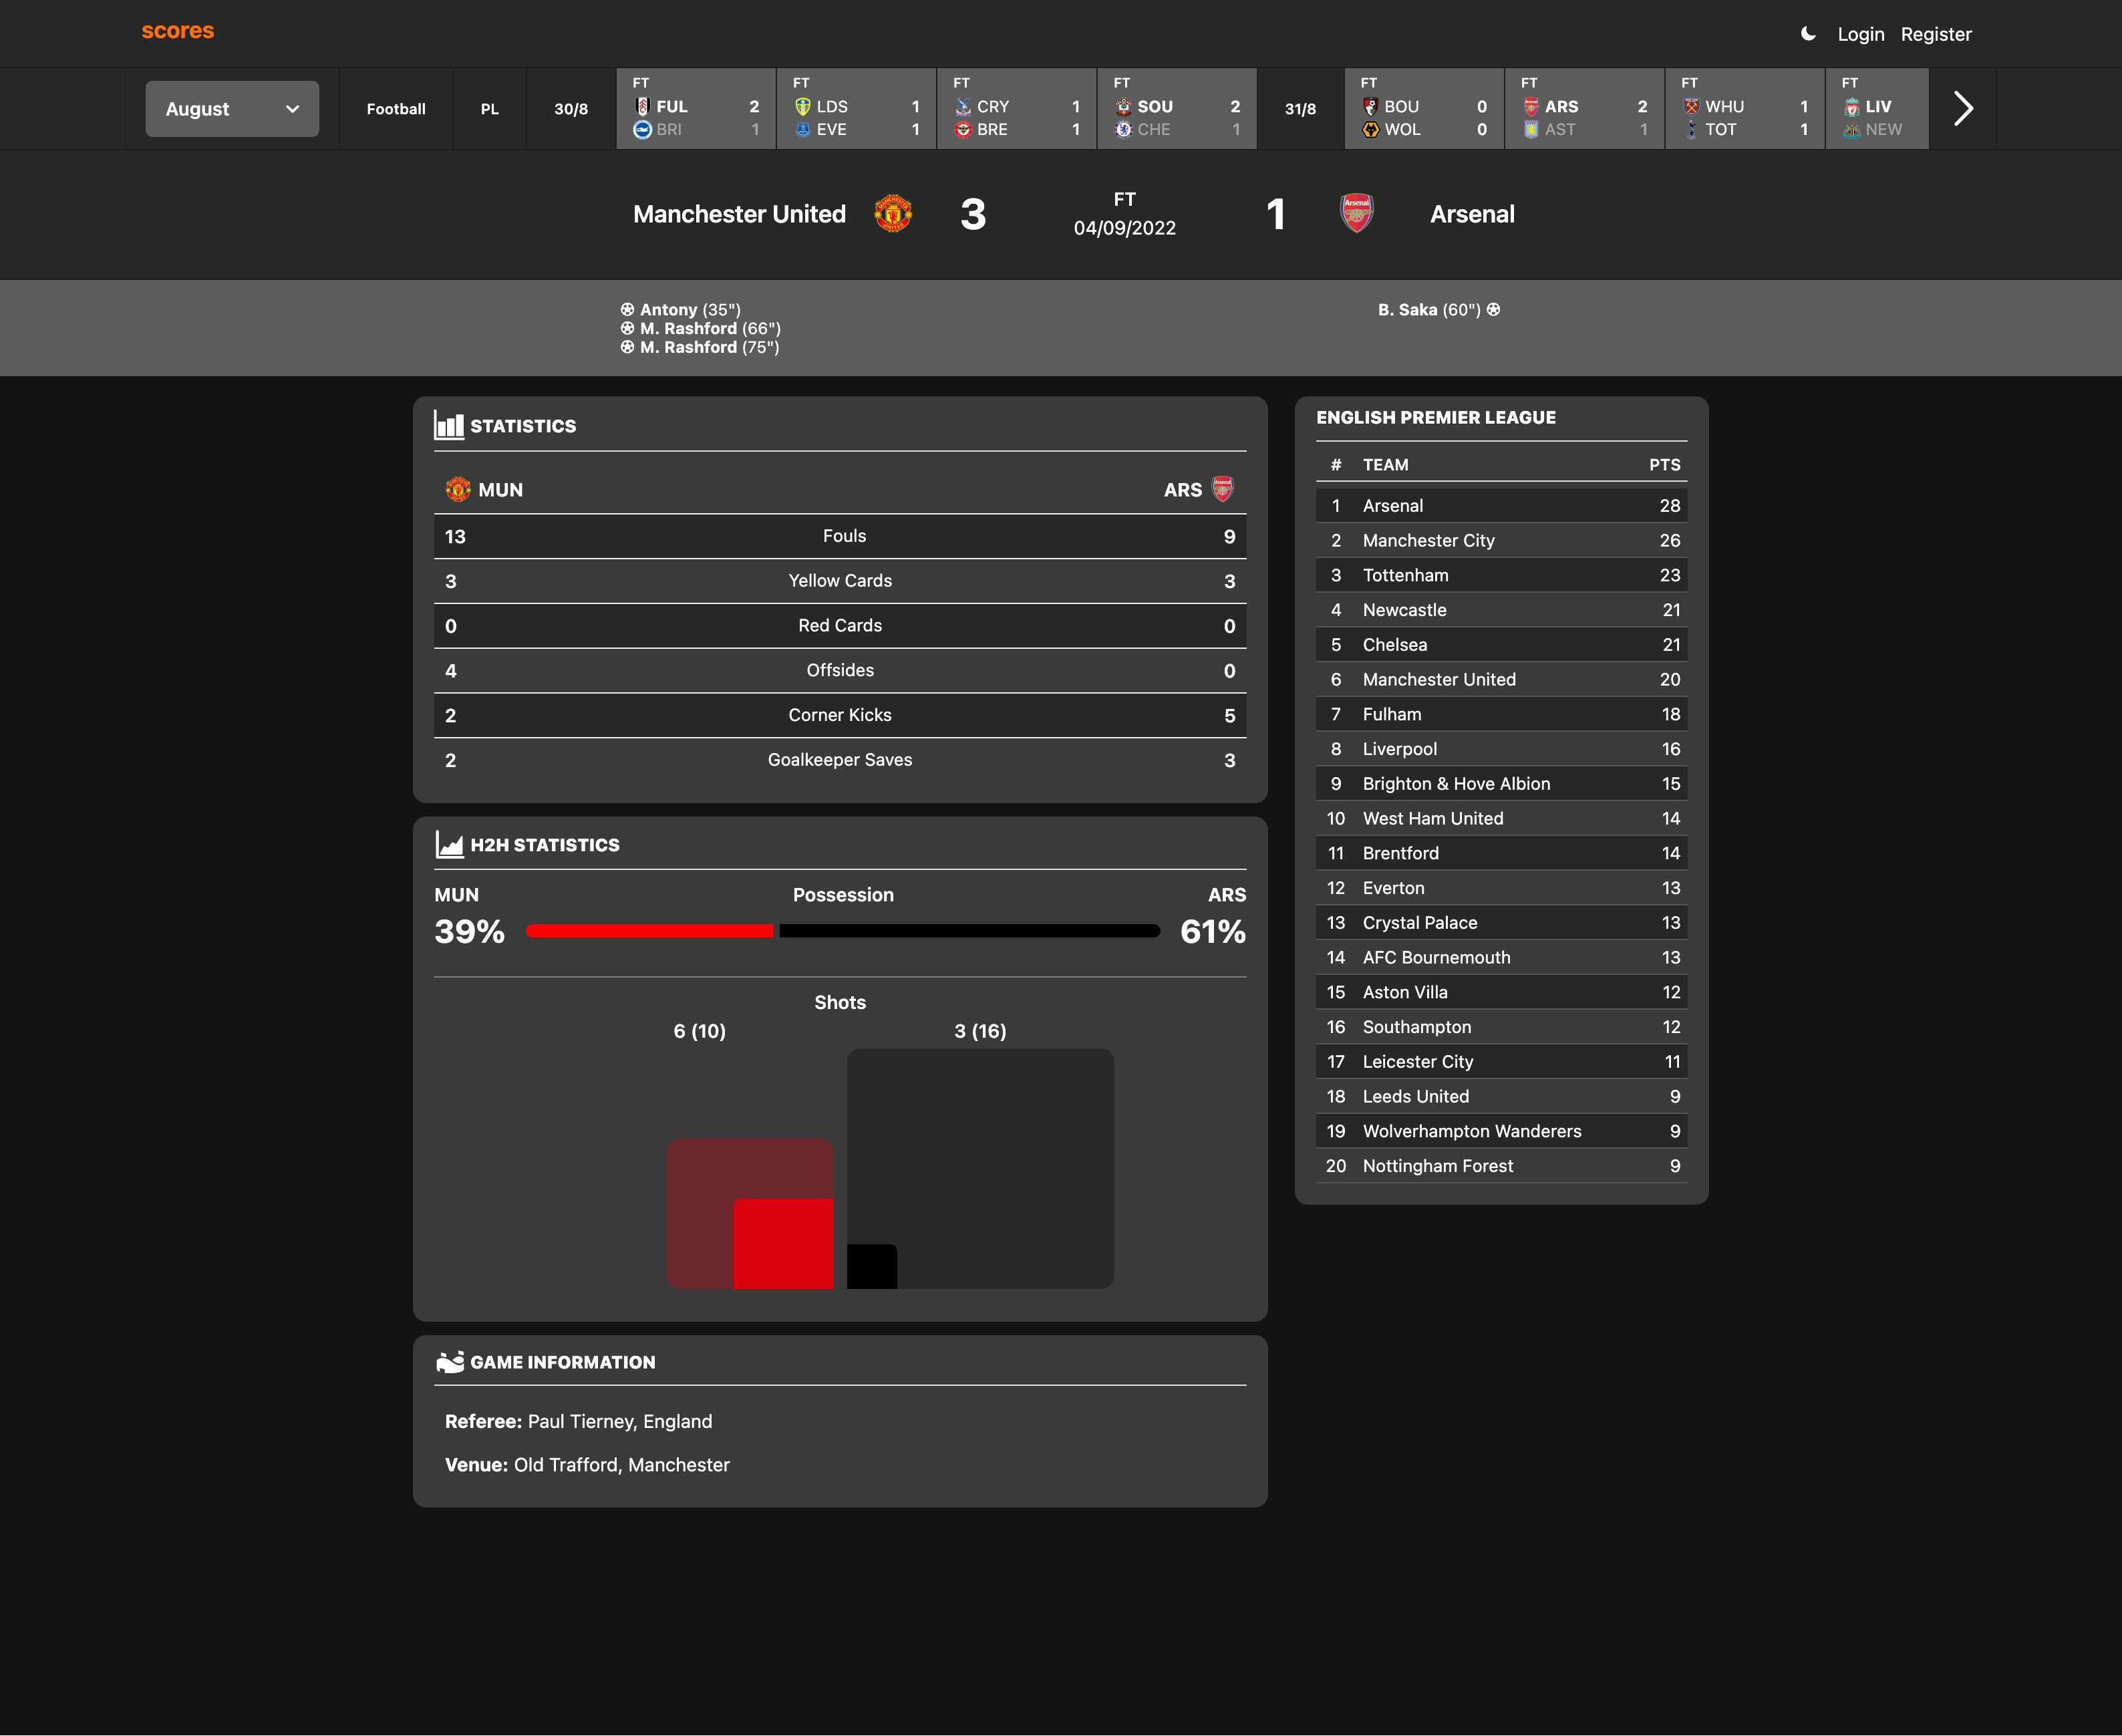 scores
Login Register
August
Football
PL
30/8
FT
FUL 2
BRI 1
FT
LDS 1
EVE 1
FT
CRY 1
BRE 1
FT
SOU 2
CHE 1
31/8
FT
BOU 0
WOL 0
FT
ARS 2
AST 1
FT
WHU 1
TOT 1
FT
LIV
NEW
Manchester United 3 FT 1 Arsenal
04/09/2022
Antony (35") B. Saka (60")
M. Rashford (66")
M. Rashford (75")
STATISTICS
MUN ARS
13 Fouls 9
3 Yellow Cards 3
0 Red Cards 0
4 Offsides 0
2 Corner Kicks 5
2 Goalkeeper Saves 3
H2H STATISTICS
MUN Possession ARS
39% 61%
Shots
6 (10) 3 (16)
GAME INFORMATION
Referee: Paul Tierney, England
Venue: Old Trafford, Manchester
ENGLISH PREMIER LEAGUE
# TEAM PTS
1 Arsenal 28
2 Manchester City 26
3 Tottenham 23
4 Newcastle 21
5 Chelsea 21
6 Manchester United 20
7 Fulham 18
8 Liverpool 16
9 Brighton & Hove Albion 15
10 West Ham United 14
11 Brentford 14
12 Everton 13
13 Crystal Palace 13
14 AFC Bournemouth 13
15 Aston Villa 12
16 Southampton 12
17 Leicester City 11
18 Leeds United 9
19 Wolverhampton Wanderers 9
20 Nottingham Forest 9